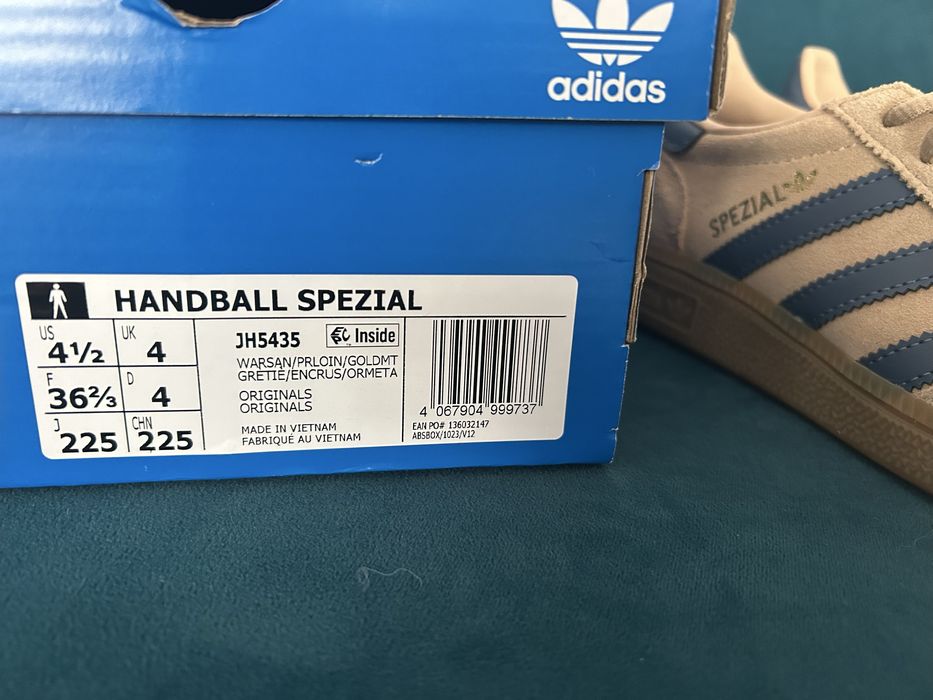 adidas
SPEZIAL
HANDBALL SPEZIAL
US
4½
UK
4
F
36⅔
D
4
J
225
CHN
225
JH5435
Inside
WARSAN/PRLOIN/GOLDMT
GRETIE/ENCRUS/ORMETA
ORIGINALS
ORIGINALS
MADE IN VIETNAM
FABRIQUÉ AU VIETNAM
4 067904 999737
EAN PO# 136032147
ABSBOX/1023/V12